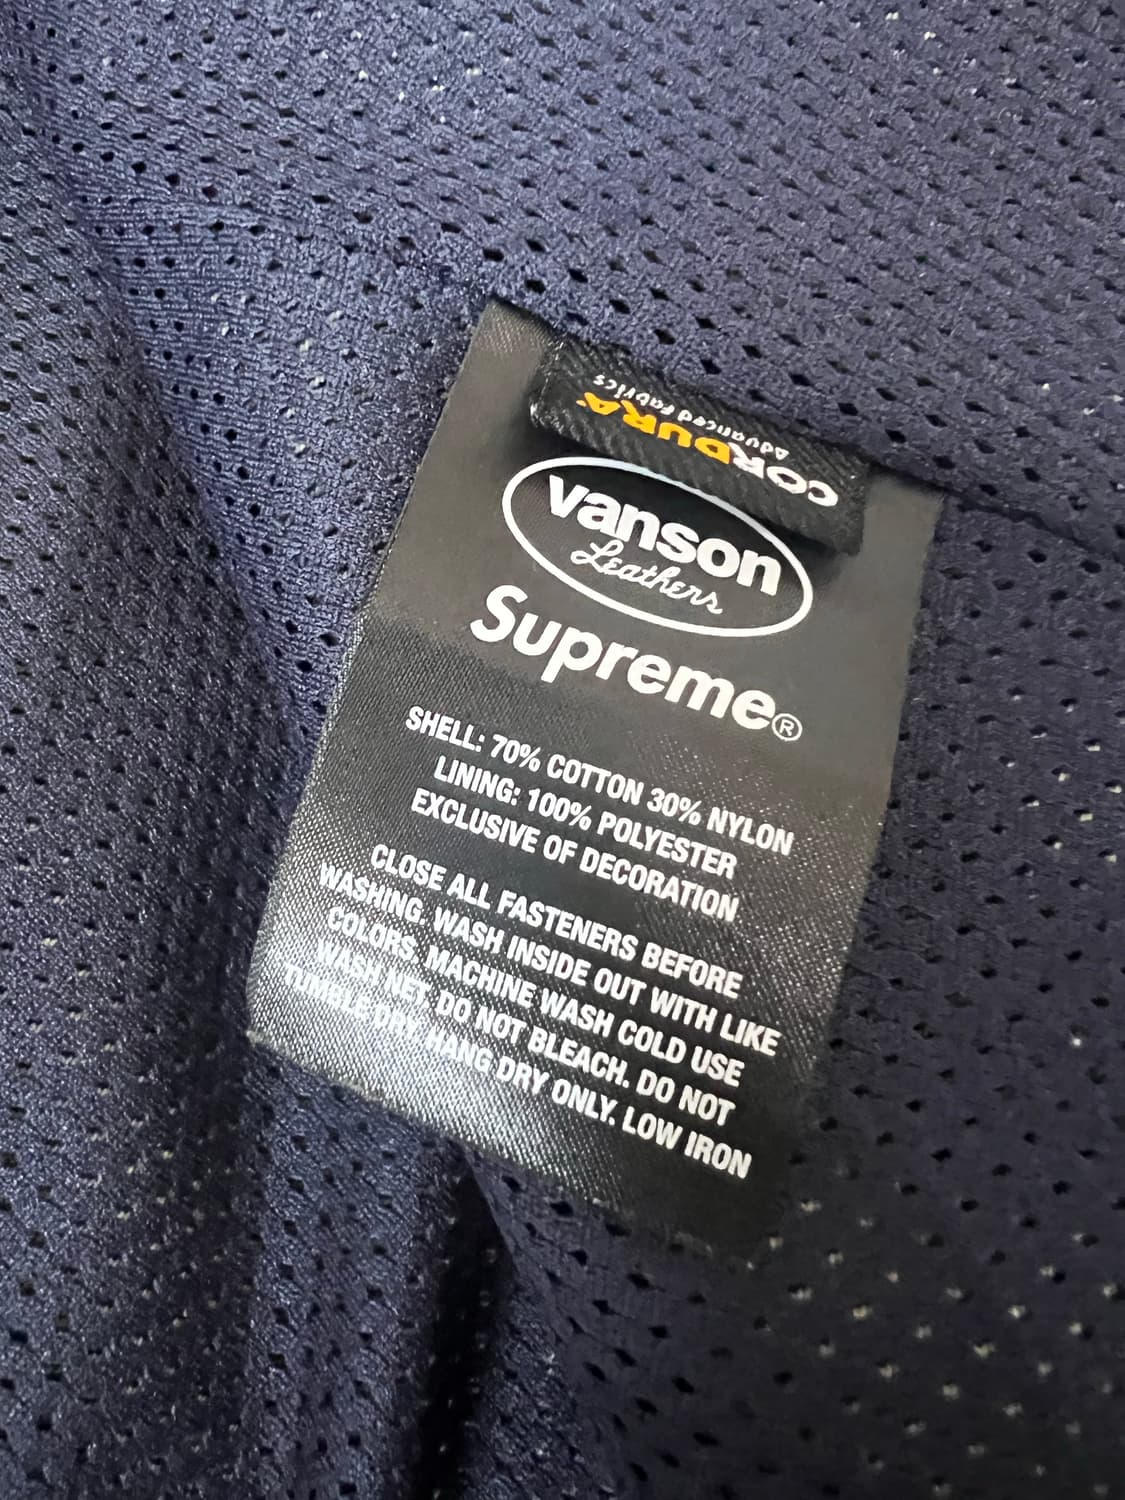 CORDURA
Advanced Fabrics
vanson
Leathers
Supreme®
SHELL: 70% COTTON 30% NYLON
LINING: 100% POLYESTER
EXCLUSIVE OF DECORATION
CLOSE ALL FASTENERS BEFORE
WASHING. WASH INSIDE OUT WITH LIKE
COLORS, MACHINE WASH COLD USE
WASH NET. DO NOT BLEACH. DO NOT
TUMBLE DRY. HANG DRY ONLY. LOW IRON